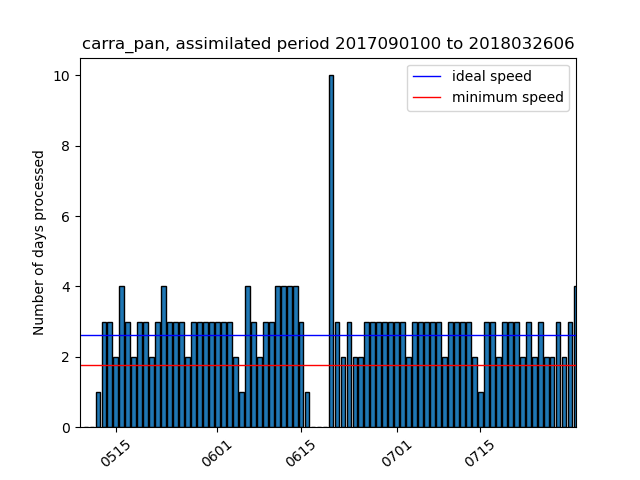 carra_pan, assimilated period 2017090100 to 2018032606
ideal speed
minimum speed
Number of days processed
10
8
6
4
2
0
0515
0601
0615
0701
0715